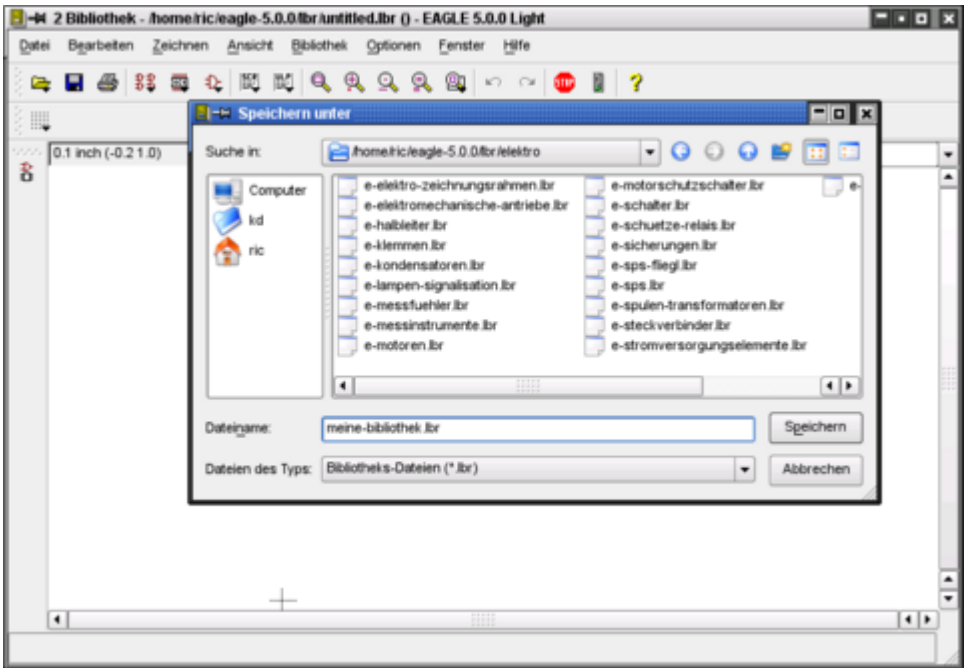 2 Bibliothek - /home/ric/eagle-5.0.0/lbr/untitled.lbr () - EAGLE 5.0.0 Light
Datei Bearbeiten Zeichnen Ansicht Bibliothek Optionen Fenster Hilfe
STOP
Speichern unter
0.1 inch (-0.2 1.0)
Suche in: /home/ric/eagle-5.0.0/lbr/elektro
Computer
kd
ric
e-elektro-zeichnungsrahmen.lbr
e-elektromechanische-antriebe.lbr
e-halbleiter.lbr
e-klemmen.lbr
e-kondensatoren.lbr
e-lampen-signalisation.lbr
e-messfuehler.lbr
e-messinstrumente.lbr
e-motoren.lbr
e-motorschutzschalter.lbr
e-schalter.lbr
e-schuetze-relais.lbr
e-sicherungen.lbr
e-sps-fliegl.lbr
e-sps.lbr
e-spulen-transformatoren.lbr
e-steckverbinder.lbr
e-stromversorgungselemente.lbr
e-
Dateiname: meine-bibliothek.lbr Speichern
Dateien des Typs: Bibliotheks-Dateien (*.lbr) Abbrechen